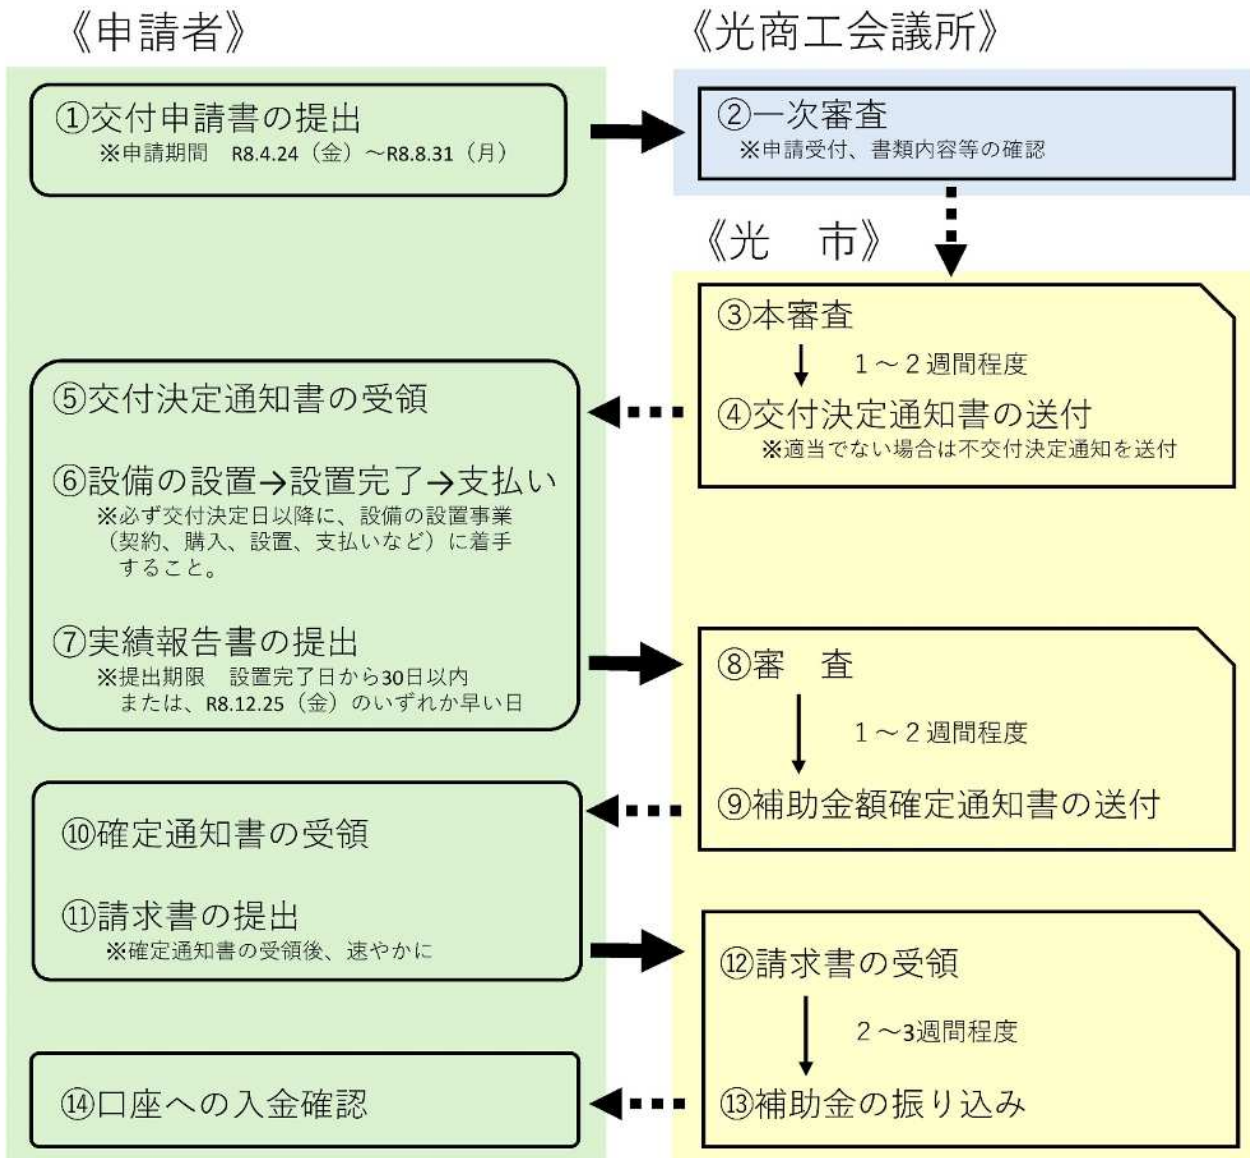 《申請者》
①交付申請書の提出
※申請期間　R8.4.24（金）～R8.8.31（月）
《光商工会議所》
②一次審査
※申請受付、書類内容等の確認
《光　市》
③本審査
１～２週間程度
④交付決定通知書の送付
※適当でない場合は不交付決定通知を送付
⑤交付決定通知書の受領
⑥設備の設置→設置完了→支払い
※必ず交付決定日以降に、設備の設置事業
（契約、購入、設置、支払いなど）に着手
すること。
⑦実績報告書の提出
※提出期限　設置完了日から30日以内
または、R8.12.25（金）のいずれか早い日
⑧審　査
１～２週間程度
⑨補助金額確定通知書の送付
⑩確定通知書の受領
⑪請求書の提出
※確定通知書の受領後、速やかに
⑫請求書の受領
２～3週間程度
⑬補助金の振り込み
⑭口座への入金確認